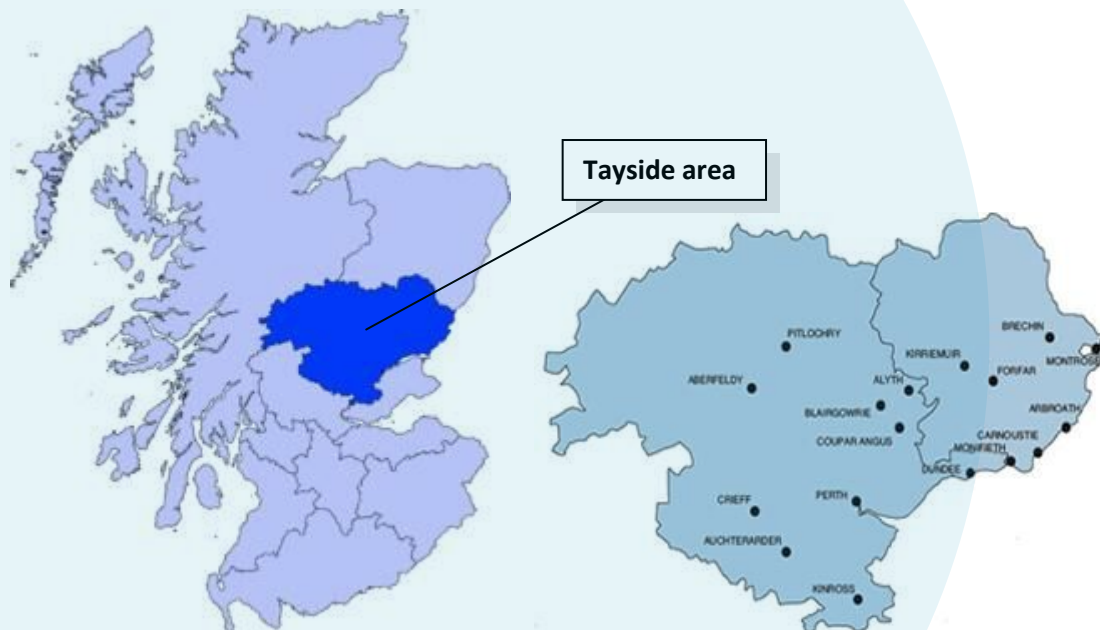 Tayside area
BRECHIN
PITLOCHRY
KIRRIEMUIR
MONTROSE
FORFAR
ABERFELDY
ALYTH
BLAIRGOWRIE
ARBROATH
COUPAR ANGUS
CARNOUSTIE
MONIFIETH
DUNDEE
PERTH
CRIEFF
AUCHTERARDER
KINROSS